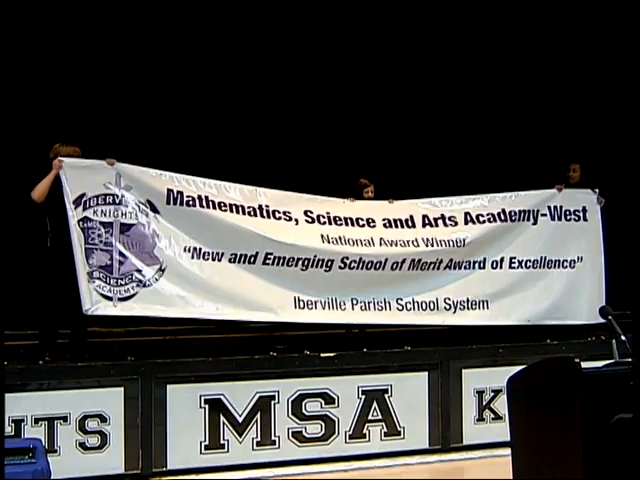 IBERVILLE
KNIGHTS
SCIENCE
ACADEMY
Mathematics, Science and Arts Academy-West
National Award Winner
"New and Emerging School of Merit Award of Excellence"
Iberville Parish School System
HTS
MSA
K